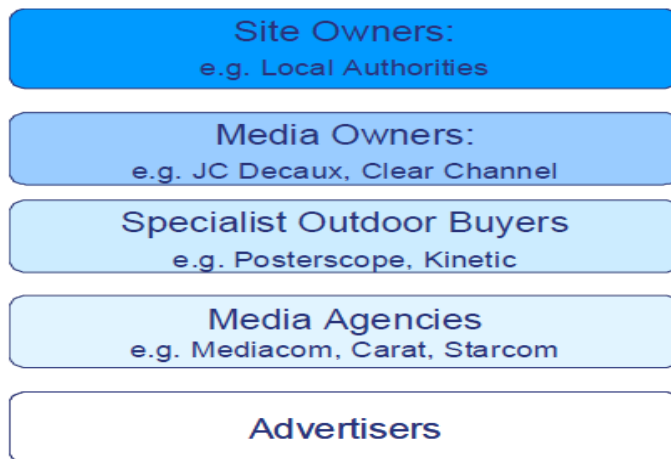 Site Owners:
e.g. Local Authorities
Media Owners:
e.g. JC Decaux, Clear Channel
Specialist Outdoor Buyers
e.g. Posterscope, Kinetic
Media Agencies
e.g. Mediacom, Carat, Starcom
Advertisers